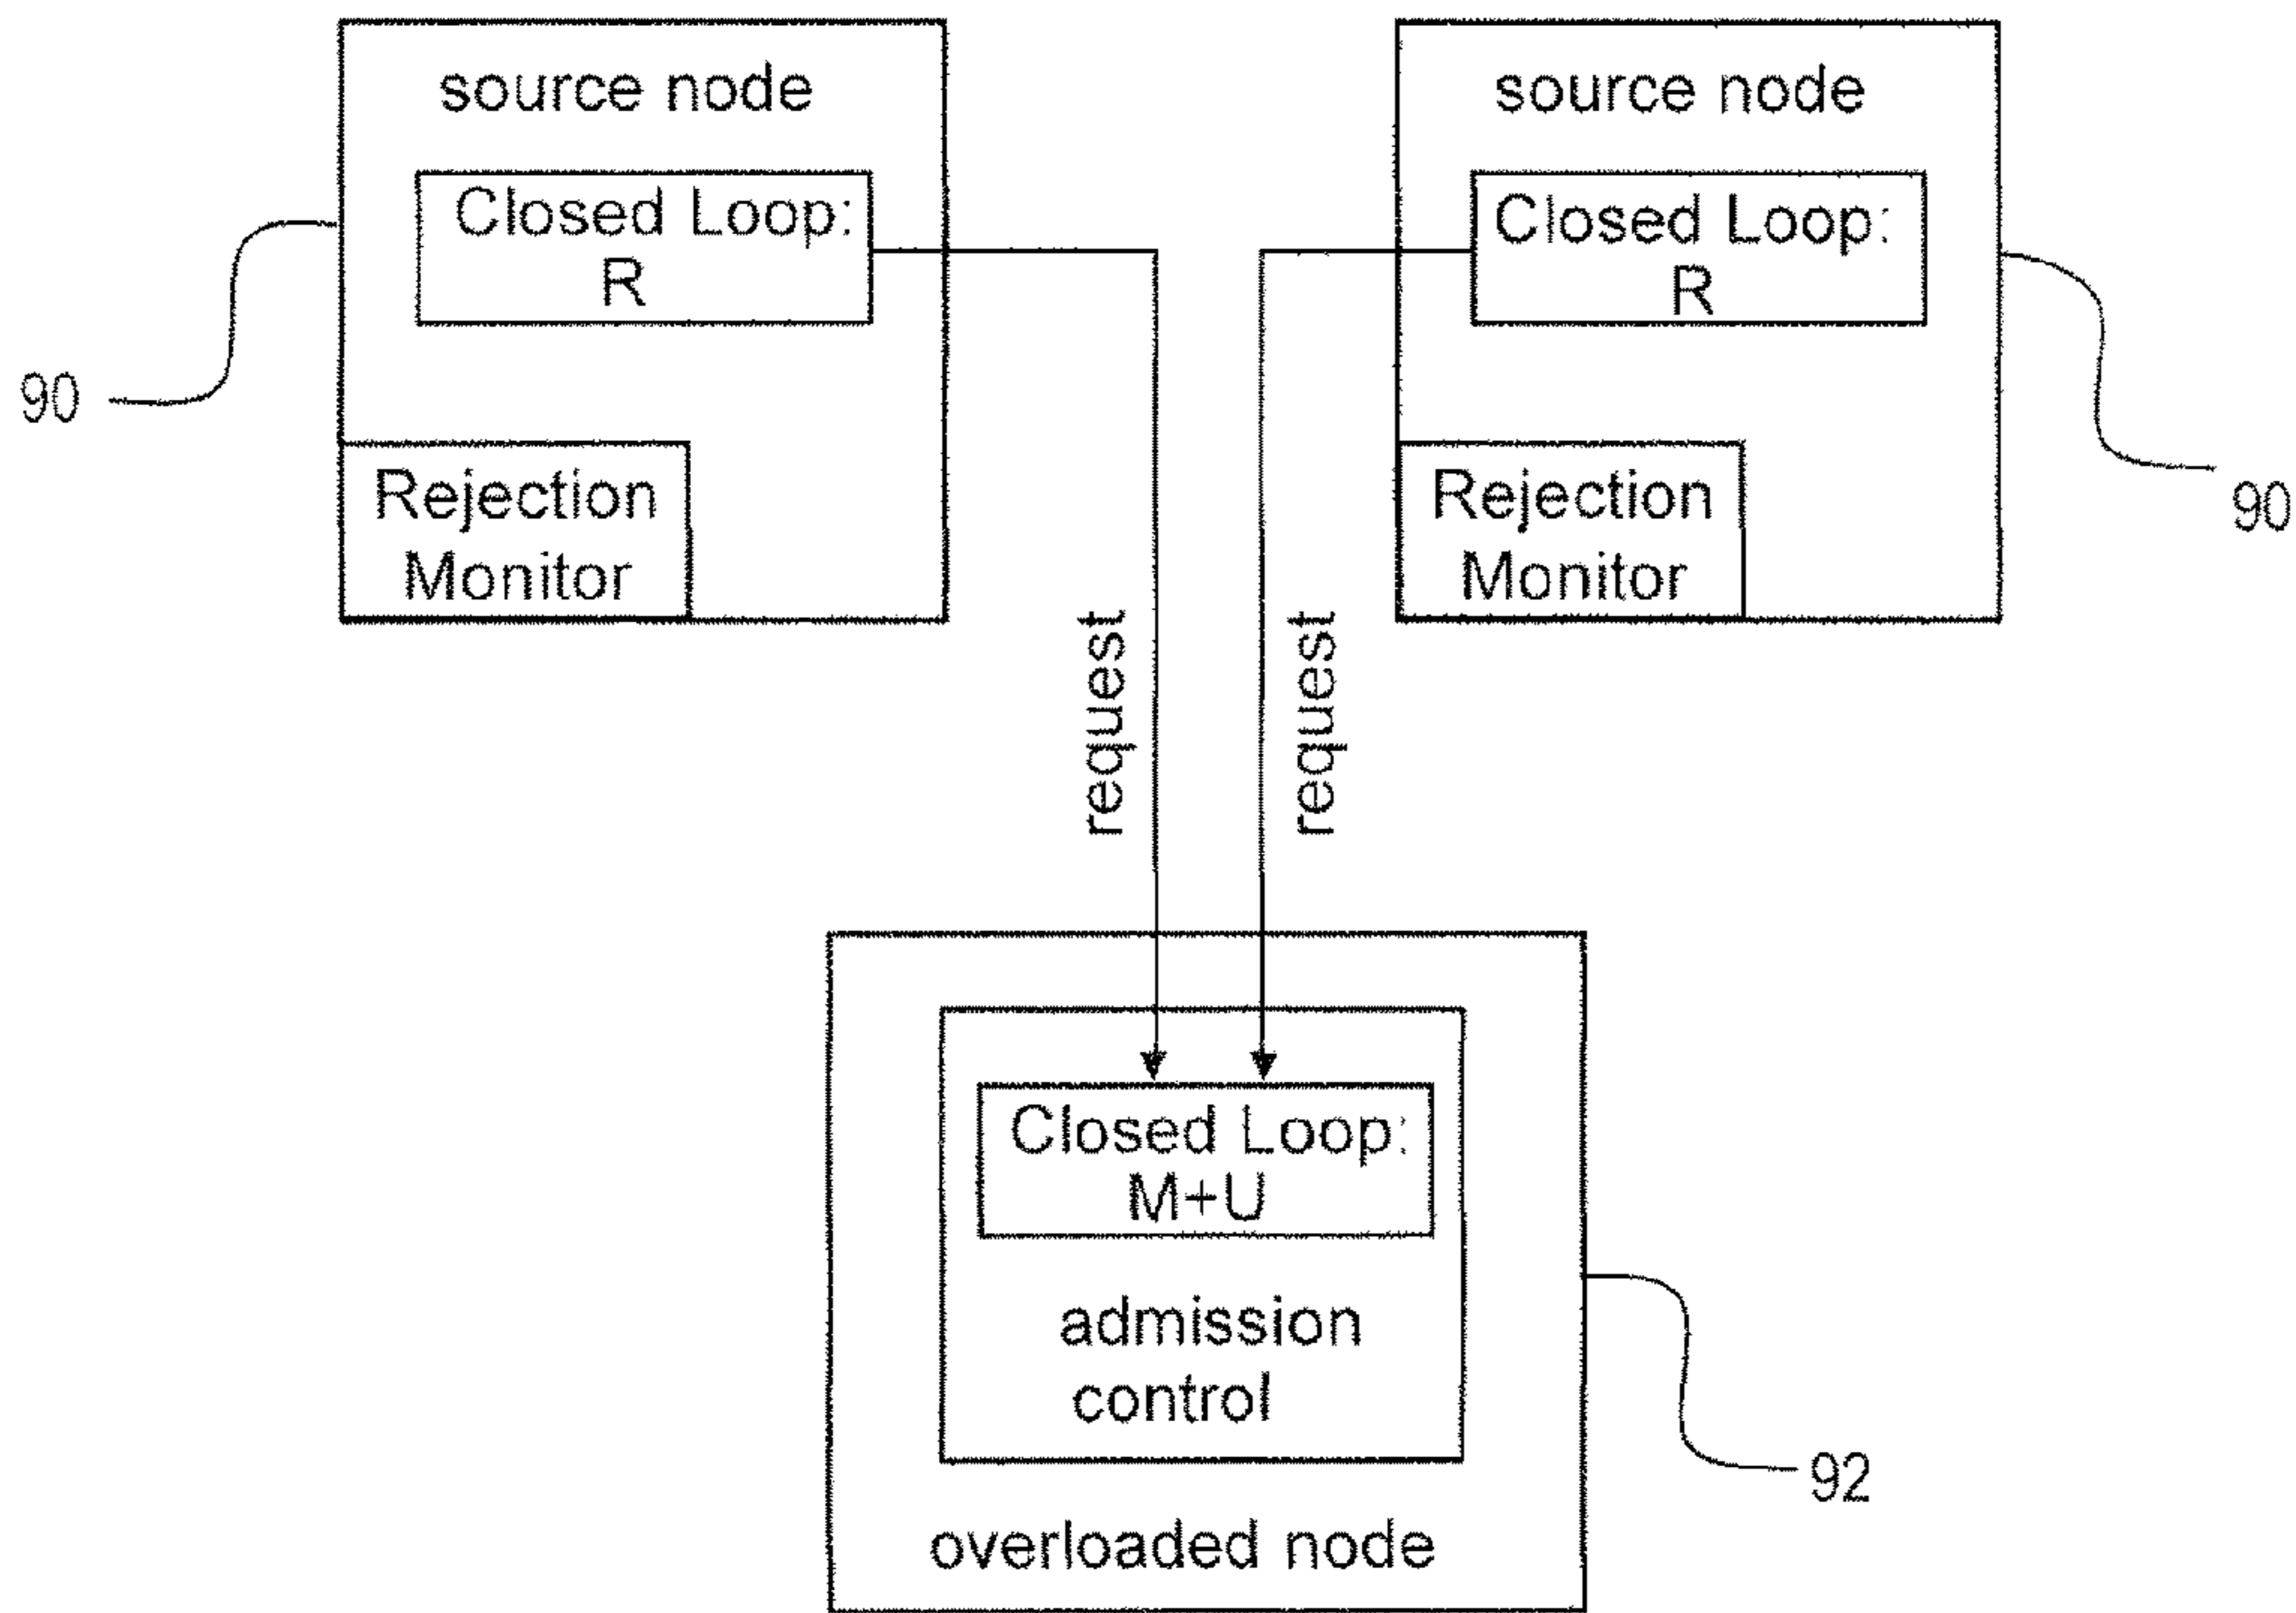 source node
Closed Loop:
R
Rejection
Monitor
90
source node
Closed Loop:
R
Rejection
Monitor
90
request
request
Closed Loop:
M+U
admission
control
overloaded node
92